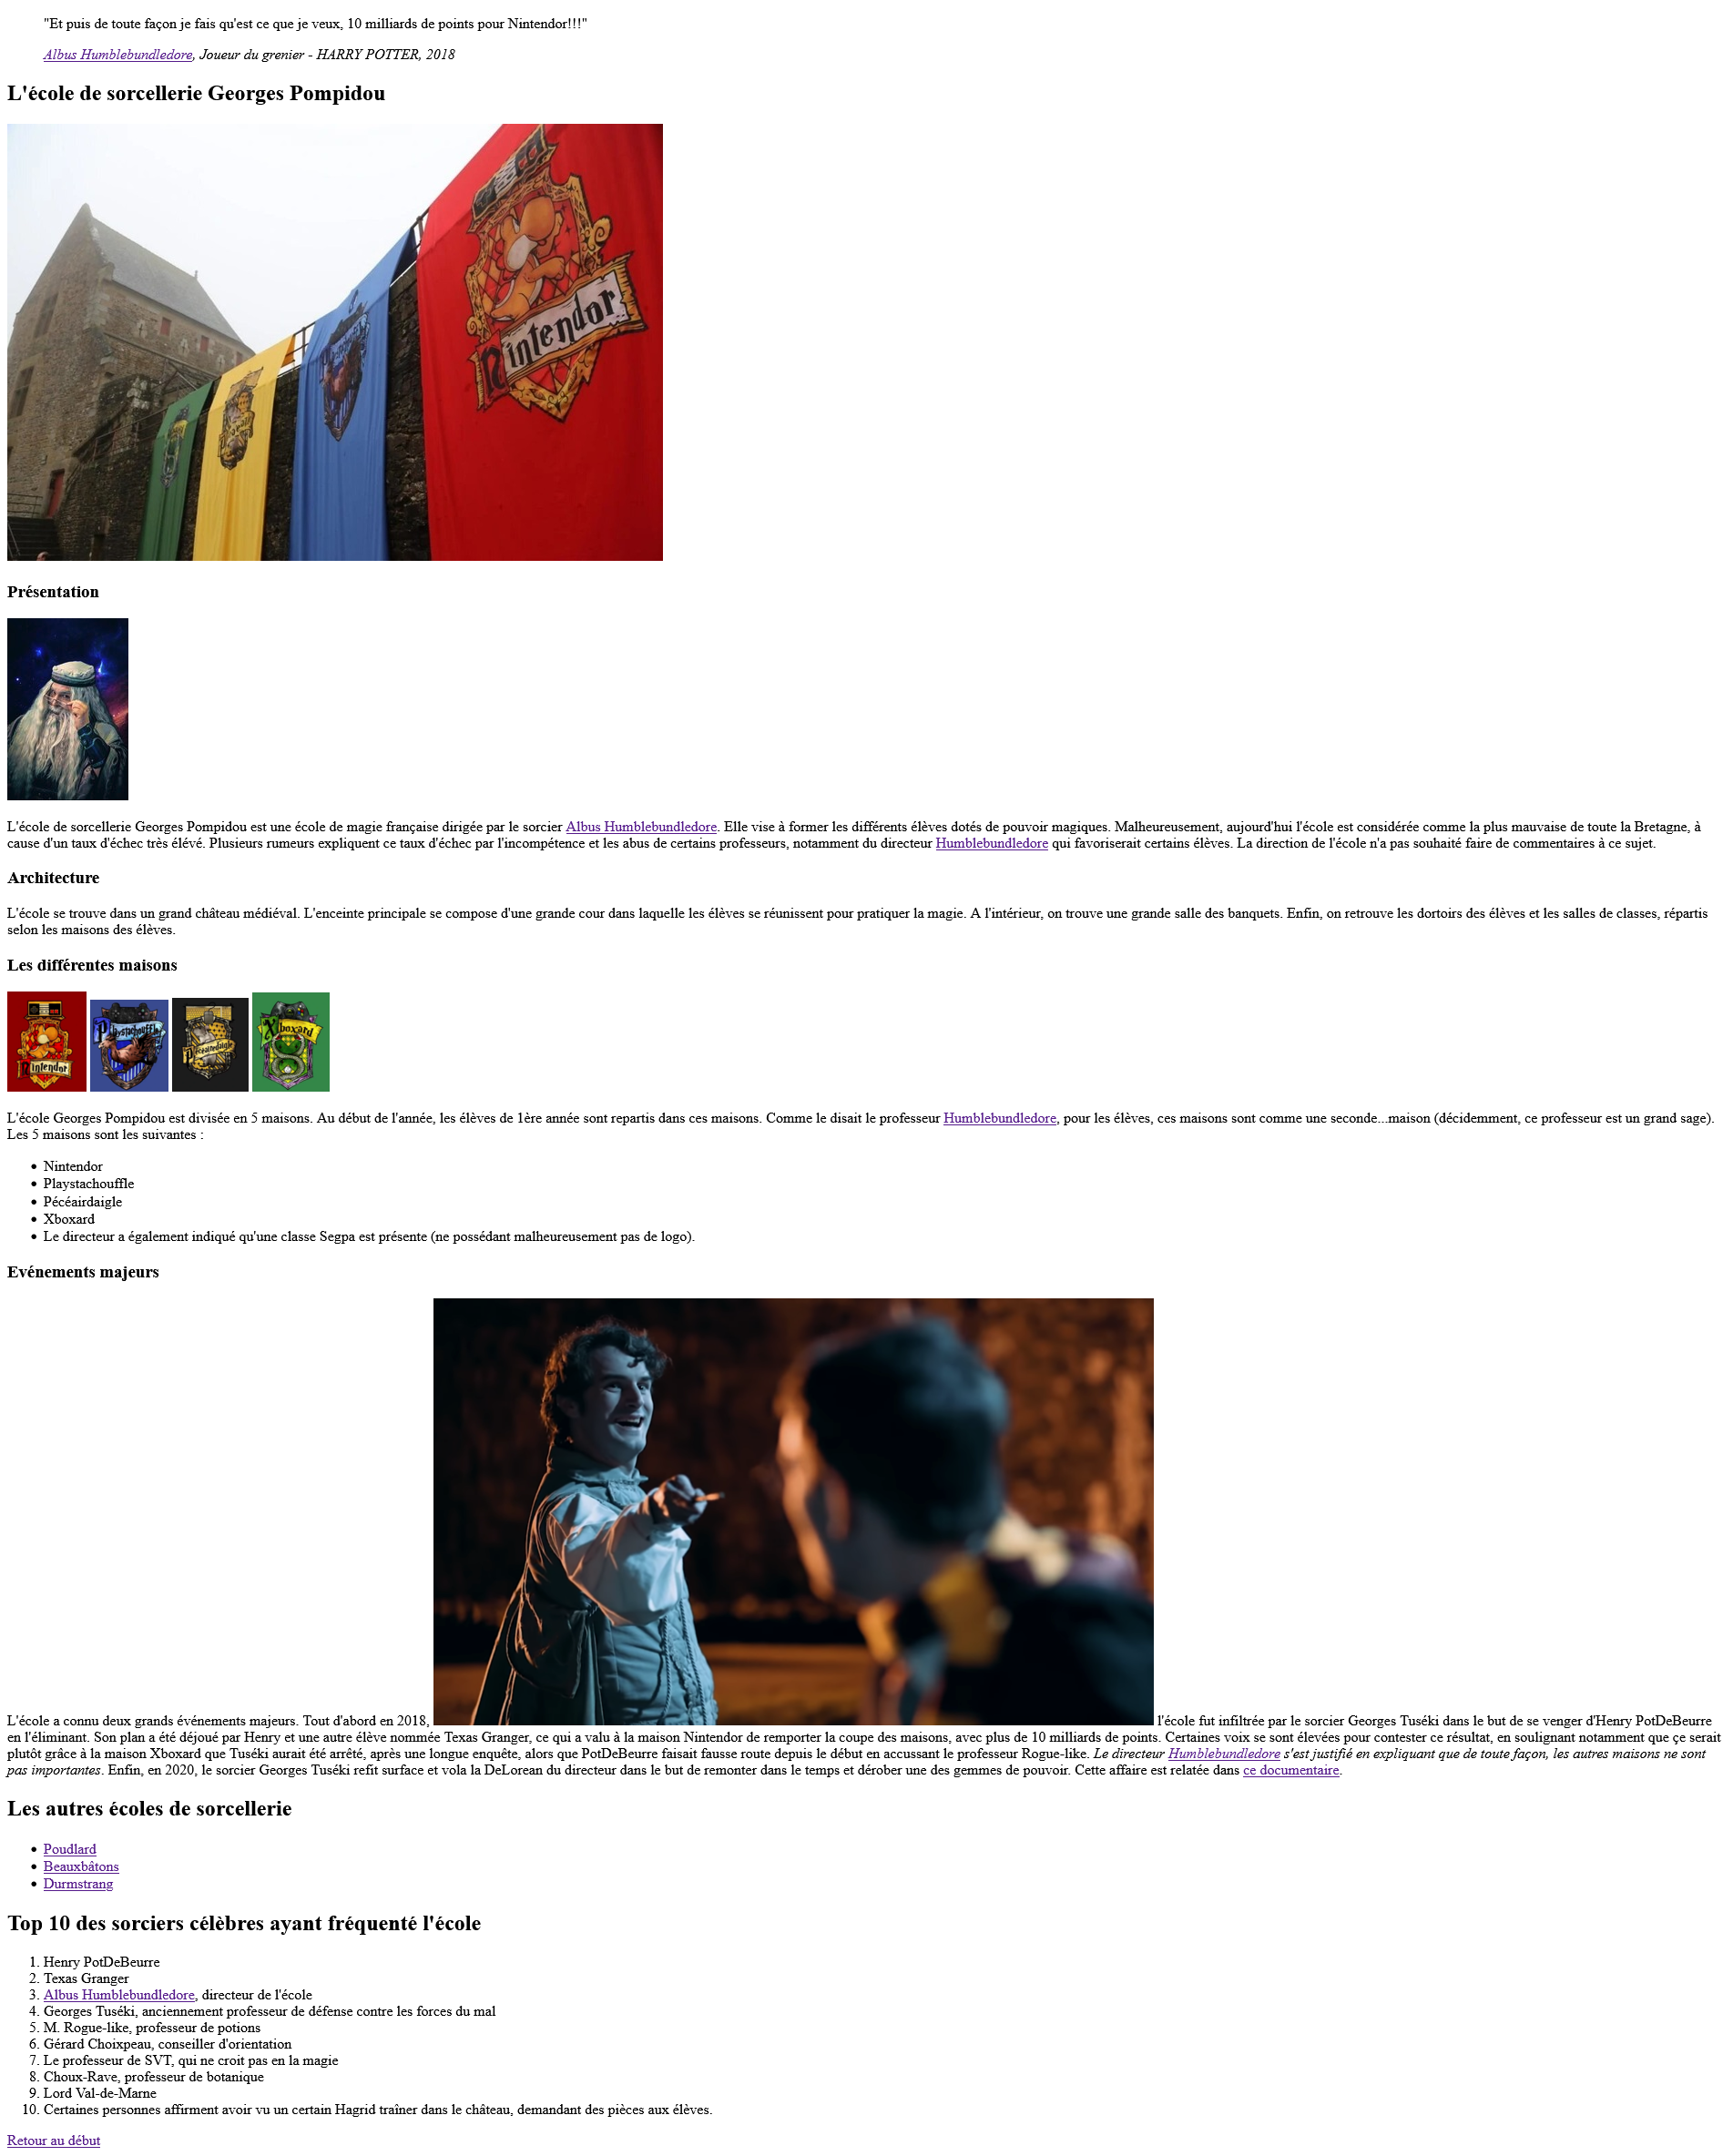 "Et puis de toute façon je fais qu'est ce que je veux, 10 milliards de points pour Nintendor!!!"
Albus Humblebundledore, Joueur du grenier - HARRY POTTER, 2018
L'école de sorcellerie Georges Pompidou
Nintendor
Présentation
L'école de sorcellerie Georges Pompidou est une école de magie française dirigée par le sorcier Albus Humblebundledore. Elle vise à former les différents élèves dotés de pouvoir magiques. Malheureusement, aujourd'hui l'école est considérée comme la plus mauvaise de toute la Bretagne, à
cause d'un taux d'échec très élévé. Plusieurs rumeurs expliquent ce taux d'échec par l'incompétence et les abus de certains professeurs, notamment du directeur Humblebundledore qui favoriserait certains élèves. La direction de l'école n'a pas souhaité faire de commentaires à ce sujet.
Architecture
L'école se trouve dans un grand château médiéval. L'enceinte principale se compose d'une grande cour dans laquelle les élèves se réunissent pour pratiquer la magie. A l'intérieur, on trouve une grande salle des banquets. Enfin, on retrouve les dortoirs des élèves et les salles de classes, répartis
selon les maisons des élèves.
Les différentes maisons
Nintendor Playstachouffle Pécéairedaigle Xboxard
L'école Georges Pompidou est divisée en 5 maisons. Au début de l'année, les élèves de 1ère année sont repartis dans ces maisons. Comme le disait le professeur Humblebundledore, pour les élèves, ces maisons sont comme une seconde...maison (décidemment, ce professeur est un grand sage).
Les 5 maisons sont les suivantes :
• Nintendor
• Playstachouffle
• Pécéairdaigle
• Xboxard
• Le directeur a également indiqué qu'une classe Segpa est présente (ne possédant malheureusement pas de logo).
Evénements majeurs
L'école a connu deux grands événements majeurs. Tout d'abord en 2018, l'école fut infiltrée par le sorcier Georges Tuséki dans le but de se venger d'Henry PotDeBeurre
en l'éliminant. Son plan a été déjoué par Henry et une autre élève nommée Texas Granger, ce qui a valu à la maison Nintendor de remporter la coupe des maisons, avec plus de 10 milliards de points. Certaines voix se sont élevées pour contester ce résultat, en soulignant notamment que çe serait
plutôt grâce à la maison Xboxard que Tuséki aurait été arrêté, après une longue enquête, alors que PotDeBeurre faisait fausse route depuis le début en accussant le professeur Rogue-like. Le directeur Humblebundledore s'est justifié en expliquant que de toute façon, les autres maisons ne sont
pas importantes. Enfin, en 2020, le sorcier Georges Tuséki refit surface et vola la DeLorean du directeur dans le but de remonter dans le temps et dérober une des gemmes de pouvoir. Cette affaire est relatée dans ce documentaire.
Les autres écoles de sorcellerie
• Poudlard
• Beauxbâtons
• Durmstrang
Top 10 des sorciers célèbres ayant fréquenté l'école
1. Henry PotDeBeurre
2. Texas Granger
3. Albus Humblebundledore, directeur de l'école
4. Georges Tuséki, anciennement professeur de défense contre les forces du mal
5. M. Rogue-like, professeur de potions
6. Gérard Choixpeau, conseiller d'orientation
7. Le professeur de SVT, qui ne croit pas en la magie
8. Choux-Rave, professeur de botanique
9. Lord Val-de-Marne
10. Certaines personnes affirment avoir vu un certain Hagrid traîner dans le château, demandant des pièces aux élèves.
Retour au début